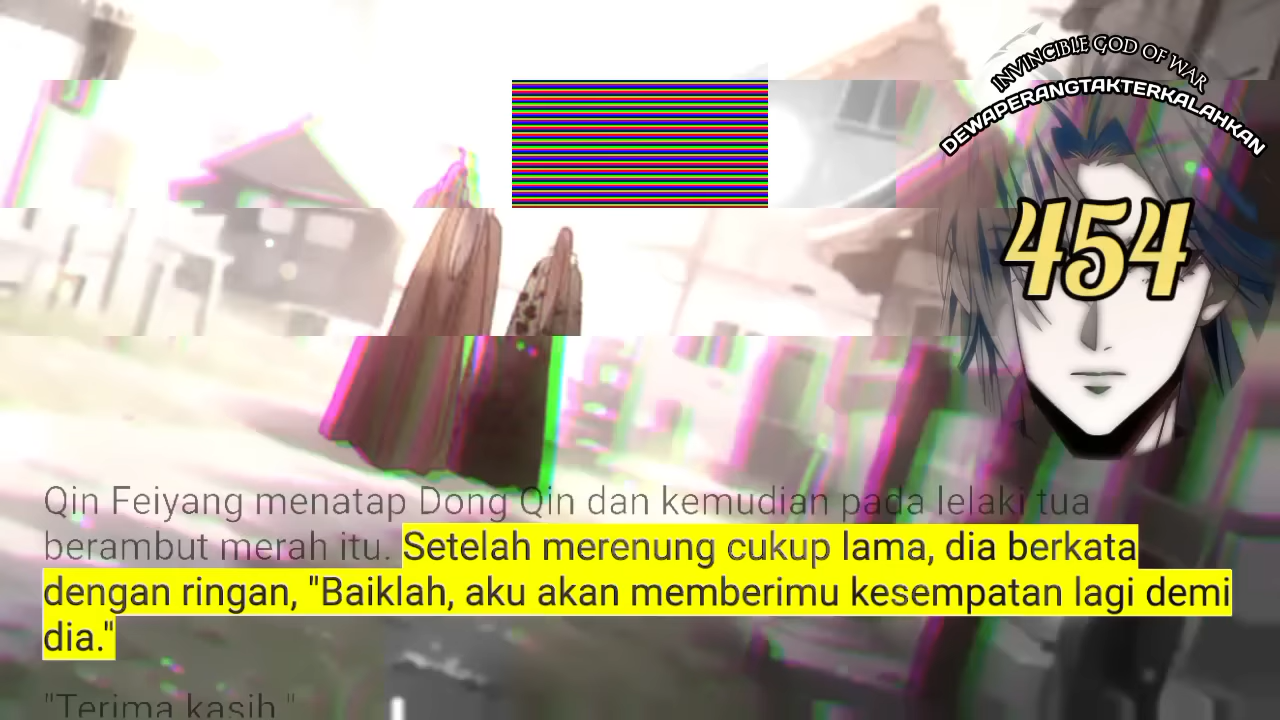 INVINCIBLE GOD OF WAR
DEWAPERANGTAKTERKALAHKAN
454
Qin Feiyang menatap Dong Qin dan kemudian pada lelaki tua
berambut merah itu. Setelah merenung cukup lama, dia berkata
dengan ringan, "Baiklah, aku akan memberimu kesempatan lagi demi
dia."
"Terima kasih."